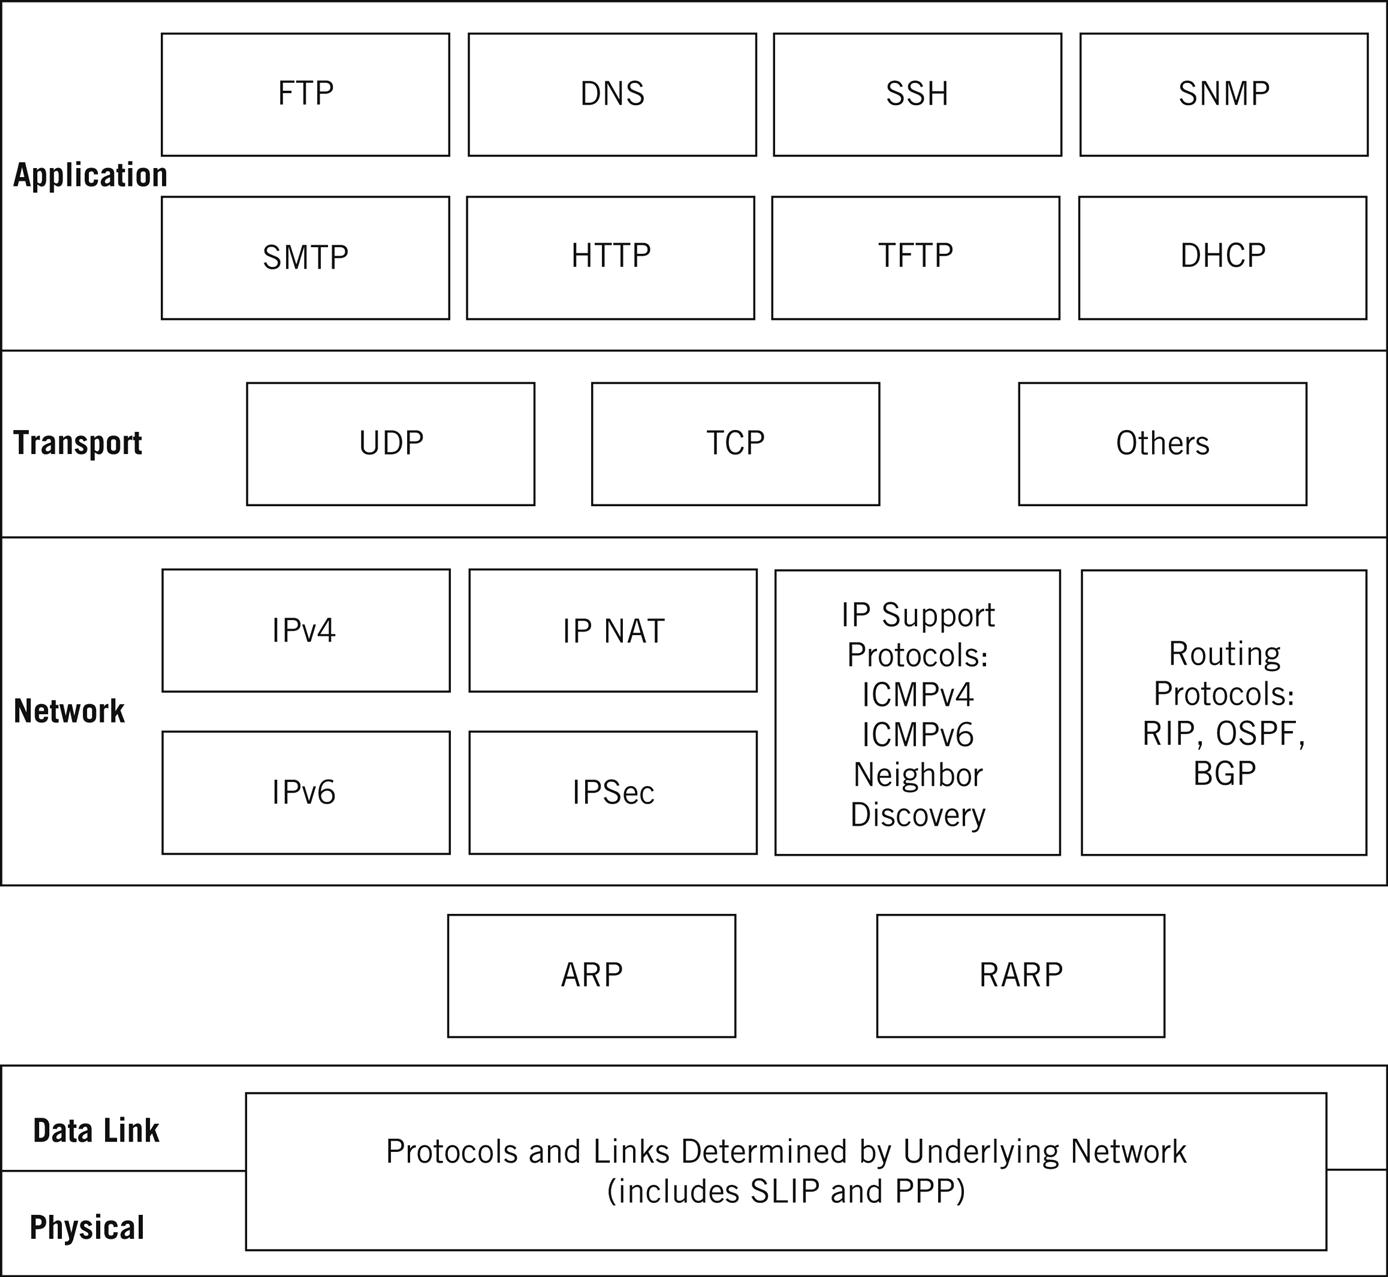 Application
FTP
DNS
SSH
SNMP
SMTP
HTTP
TFTP
DHCP
Transport
UDP
TCP
Others
Network
IPv4
IP NAT
IPv6
IPSec
IP Support
Protocols:
ICMPv4
ICMPv6
Neighbor
Discovery
Routing
Protocols:
RIP, OSPF,
BGP
ARP
RARP
Data Link
Physical
Protocols and Links Determined by Underlying Network
(includes SLIP and PPP)